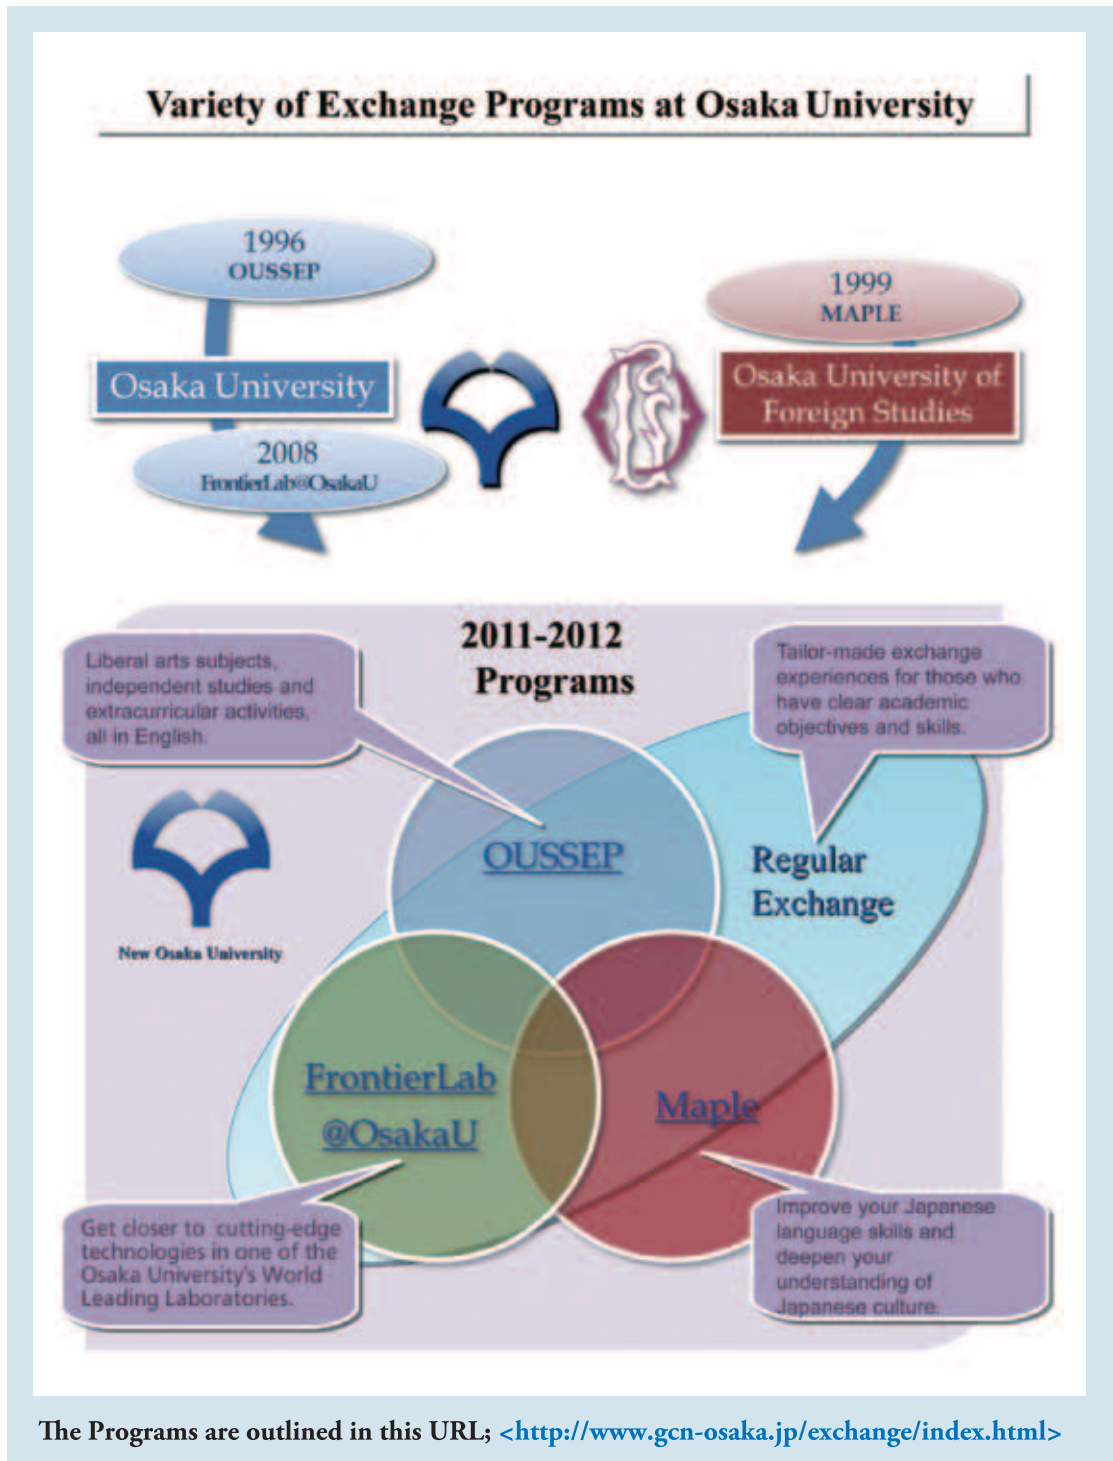 Variety of Exchange Programs at Osaka University
1996
OUSSEP
Osaka University
2008
FrontierLab@OsakaU
1999
MAPLE
Osaka University of
Foreign Studies
2011-2012
Programs
Liberal arts subjects,
independent studies and
extracurricular activities,
all in English.
Tailor-made exchange
experiences for those who
have clear academic
objectives and skills.
New Osaka University
OUSSEP
Regular
Exchange
FrontierLab
@OsakaU
Maple
Get closer to cutting-edge
technologies in one of the
Osaka University's World
Leading Laboratories.
Improve your Japanese
language skills and
deepen your
understanding of
Japanese culture.
The Programs are outlined in this URL; <http://www.gcn-osaka.jp/exchange/index.html>